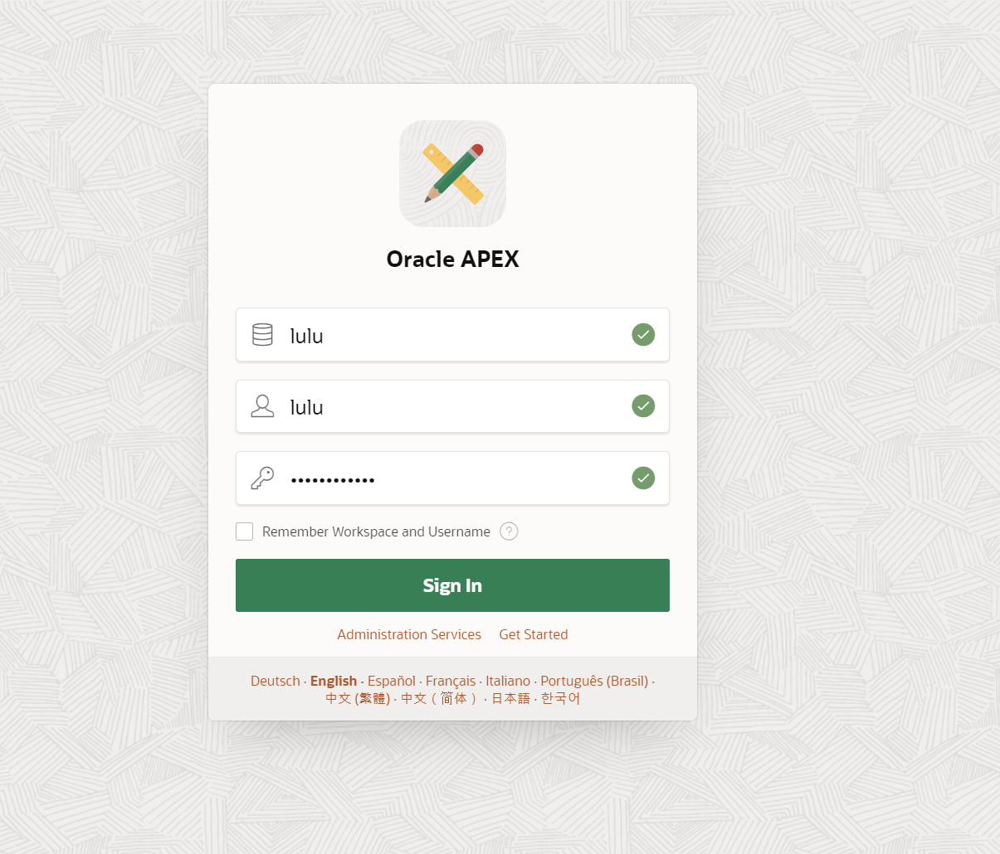 Oracle APEX
lulu
lulu
••••••••••••
Remember Workspace and Username ?
Sign In
Administration Services Get Started
Deutsch · English · Español · Français · Italiano · Português (Brasil) ·
中文 (繁體) · 中文（简体） · 日本語 · 한국어